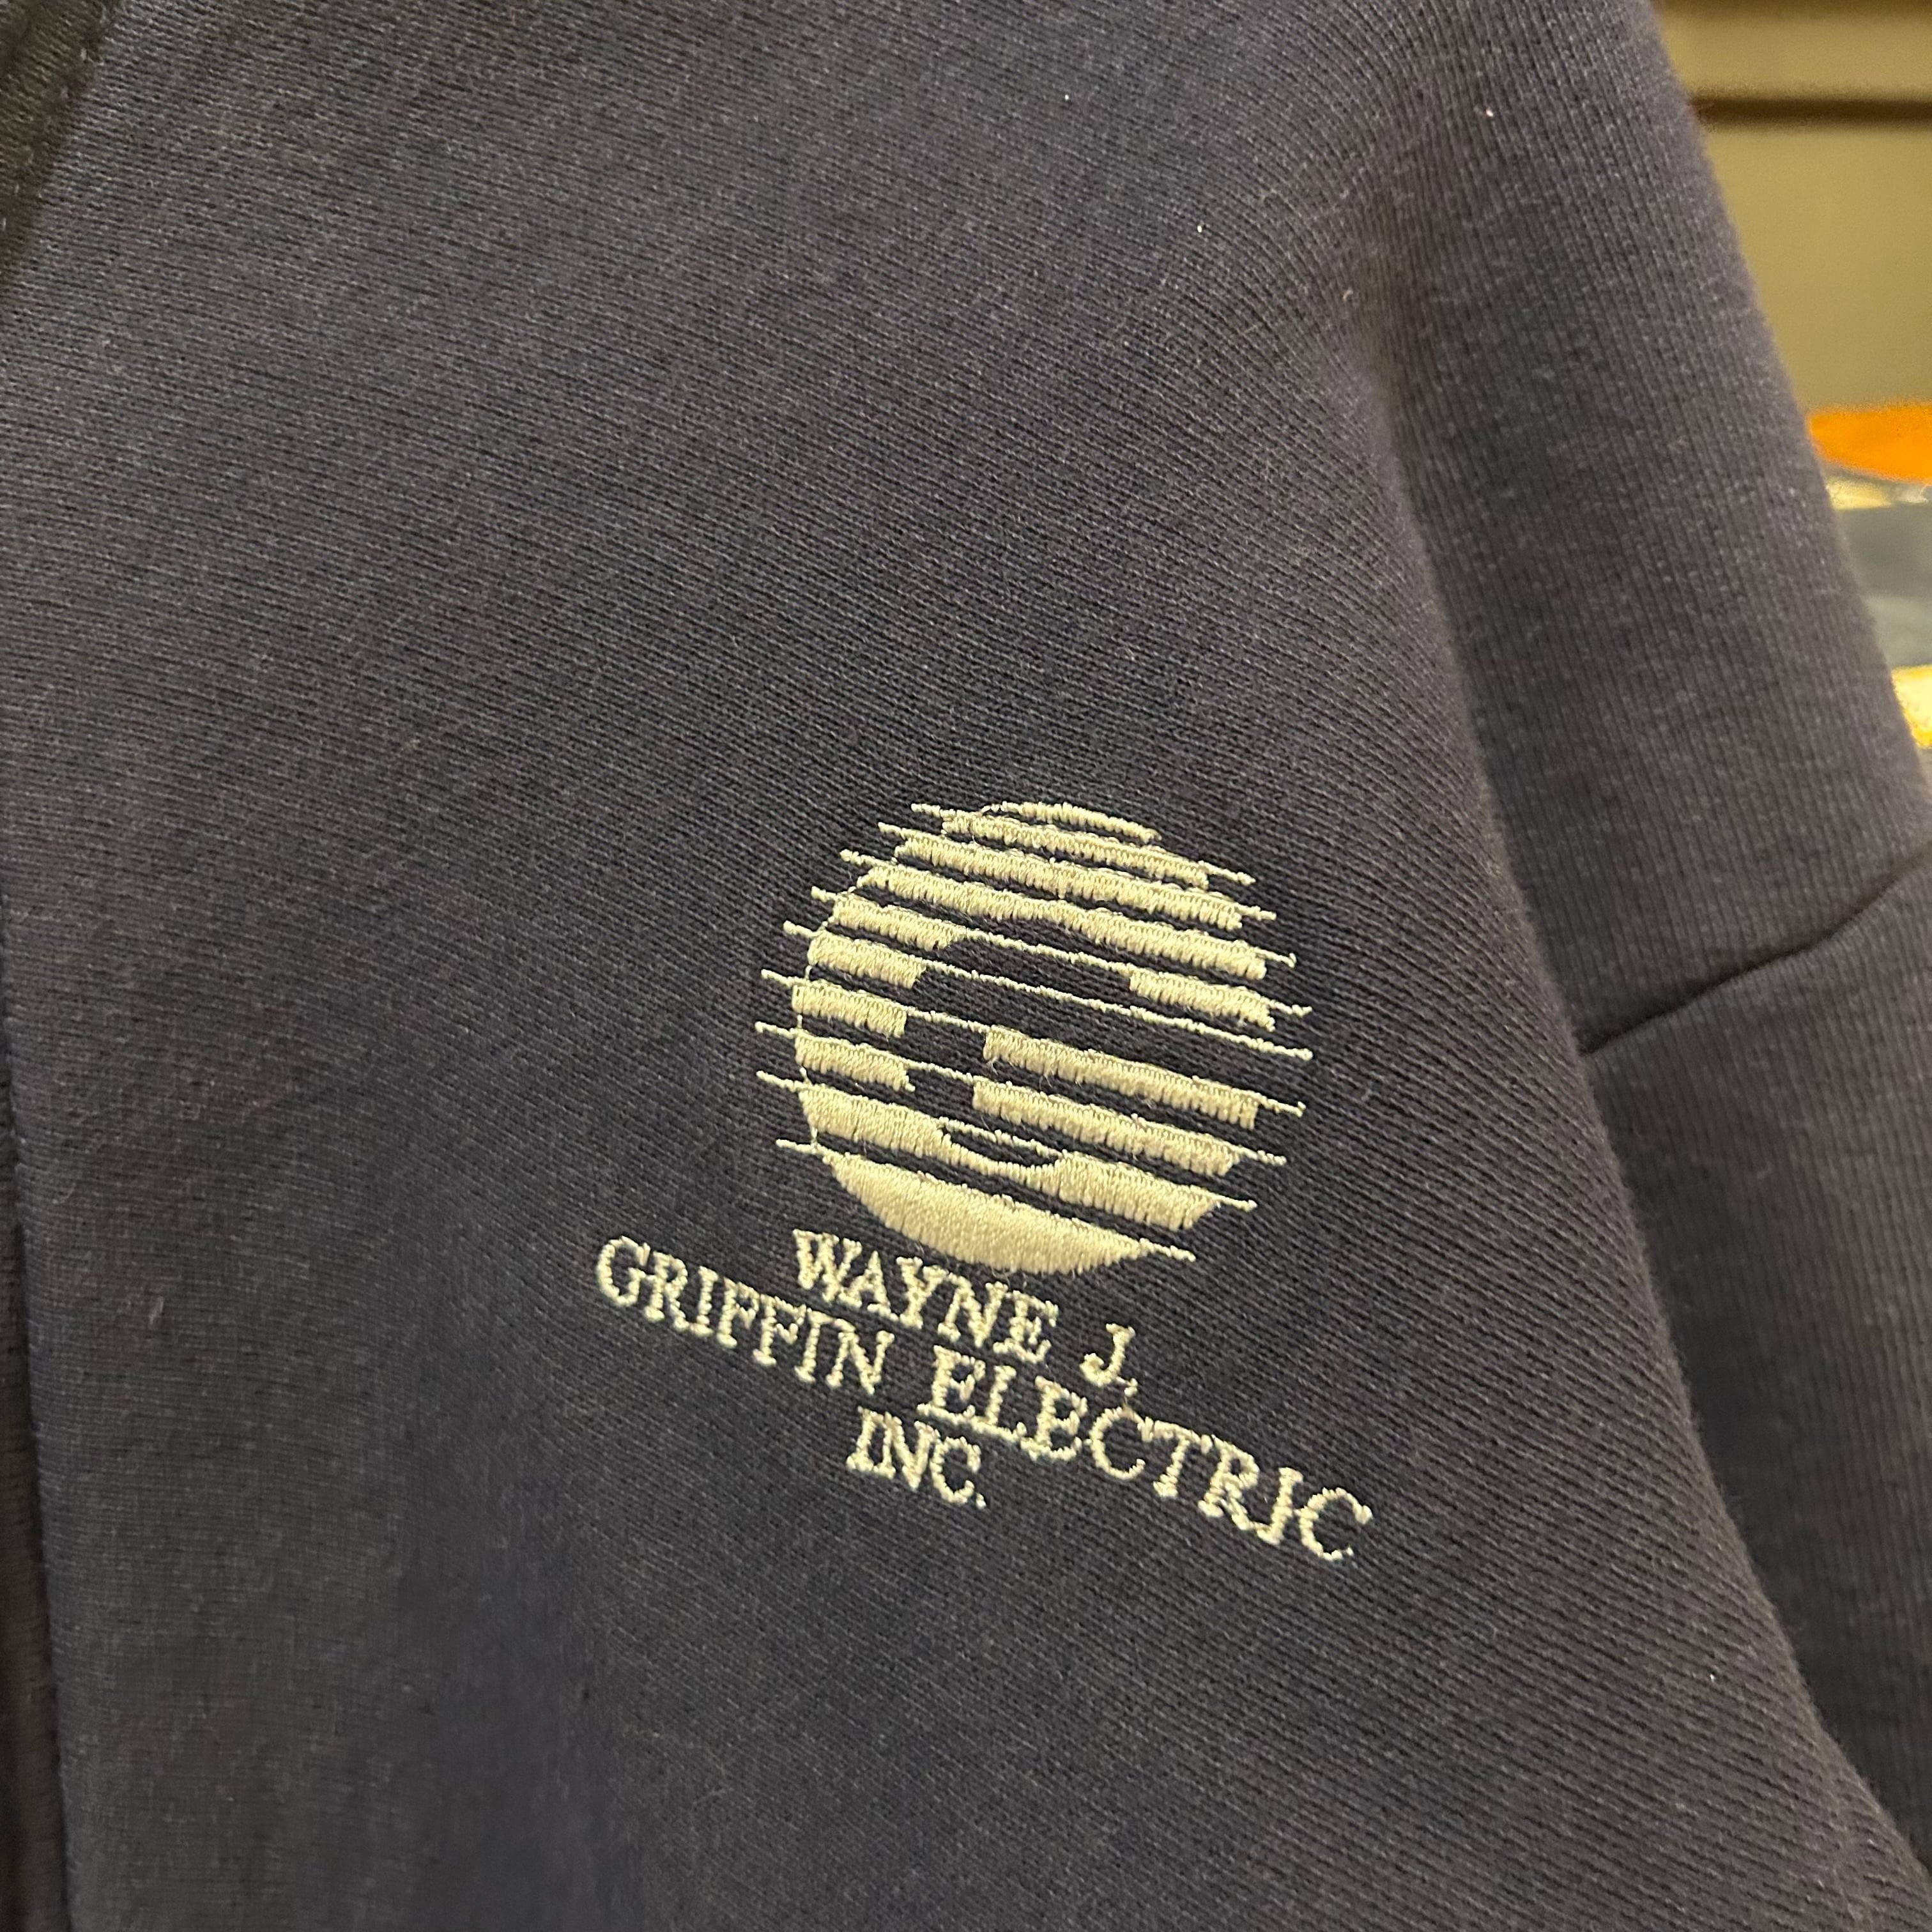 WAYNE J.
GRIFFIN ELECTRIC
INC.